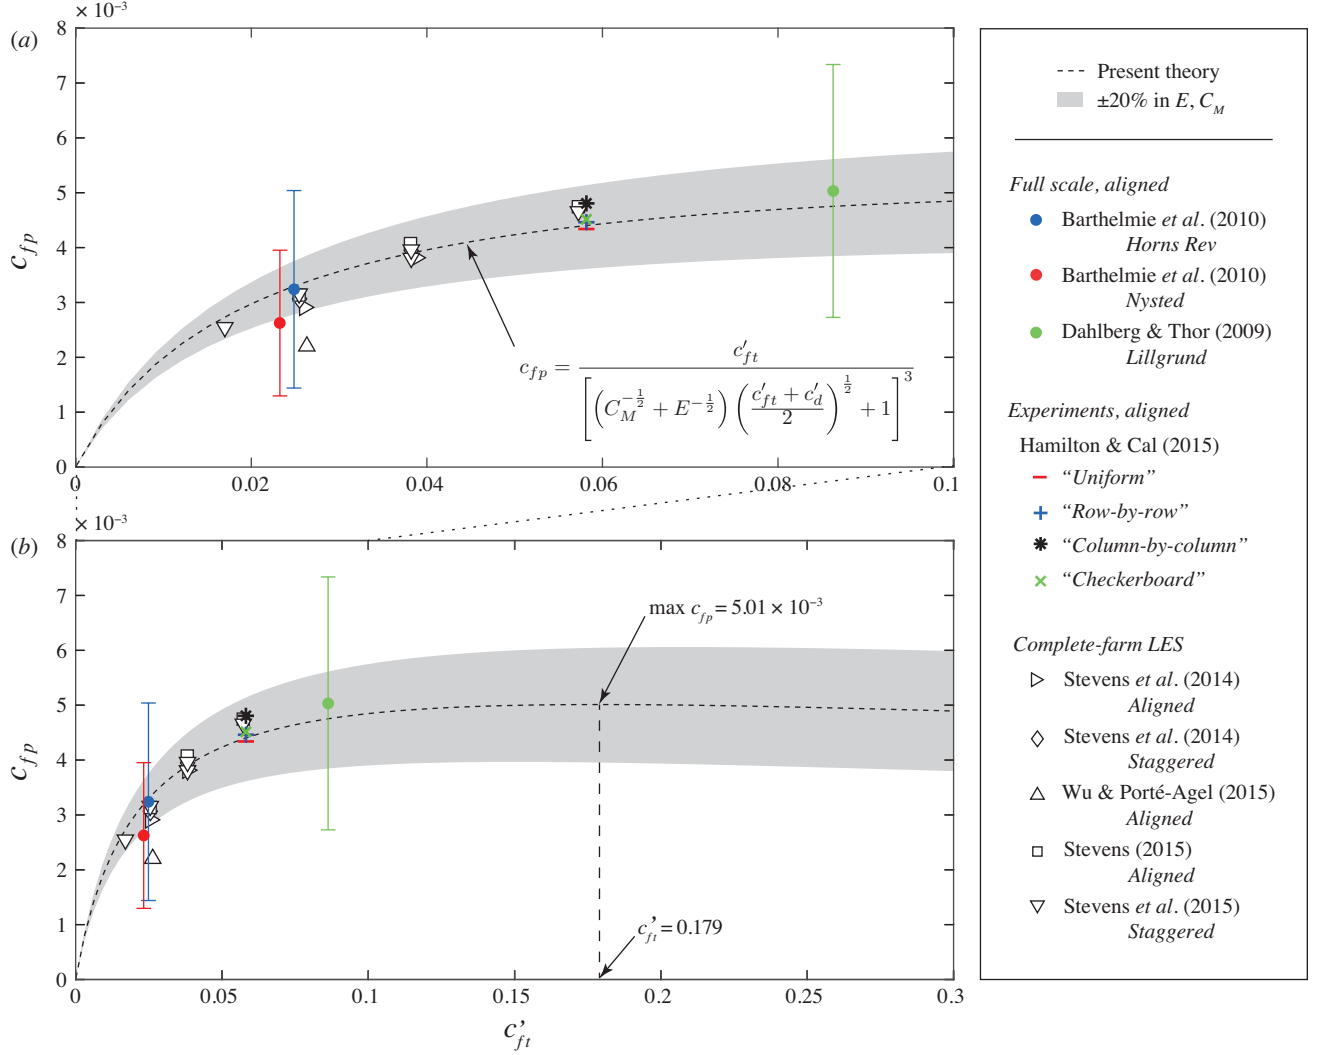 × 10⁻³
(a)
8
7
6
5
4
3
2
1
0
c_fp
0.02
0.04
0.06
0.08
0.1
c_fp = c′_ft / [ (C_M^{-1/2} + E^{-1/2}) ( (c′_ft + c′_d) / 2 )^{1/2} + 1 ]^3
× 10⁻³
(b)
8
7
6
5
4
3
2
1
0
c_fp
max c_fp = 5.01 × 10⁻³
c_ft’ = 0.179
0
0.05
0.1
0.15
0.2
0.25
0.3
c’_ft
Present theory
±20% in E, C_M
Full scale, aligned
Barthelmie et al. (2010)
Horns Rev
Barthelmie et al. (2010)
Nysted
Dahlberg & Thor (2009)
Lillgrund
Experiments, aligned
Hamilton & Cal (2015)
“Uniform”
“Row-by-row”
“Column-by-column”
“Checkerboard”
Complete-farm LES
Stevens et al. (2014)
Aligned
Stevens et al. (2014)
Staggered
Wu & Porté-Agel (2015)
Aligned
Stevens (2015)
Aligned
Stevens et al. (2015)
Staggered